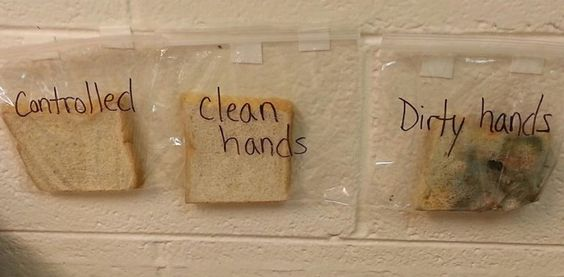 Controlled
clean
hands
Dirty hands